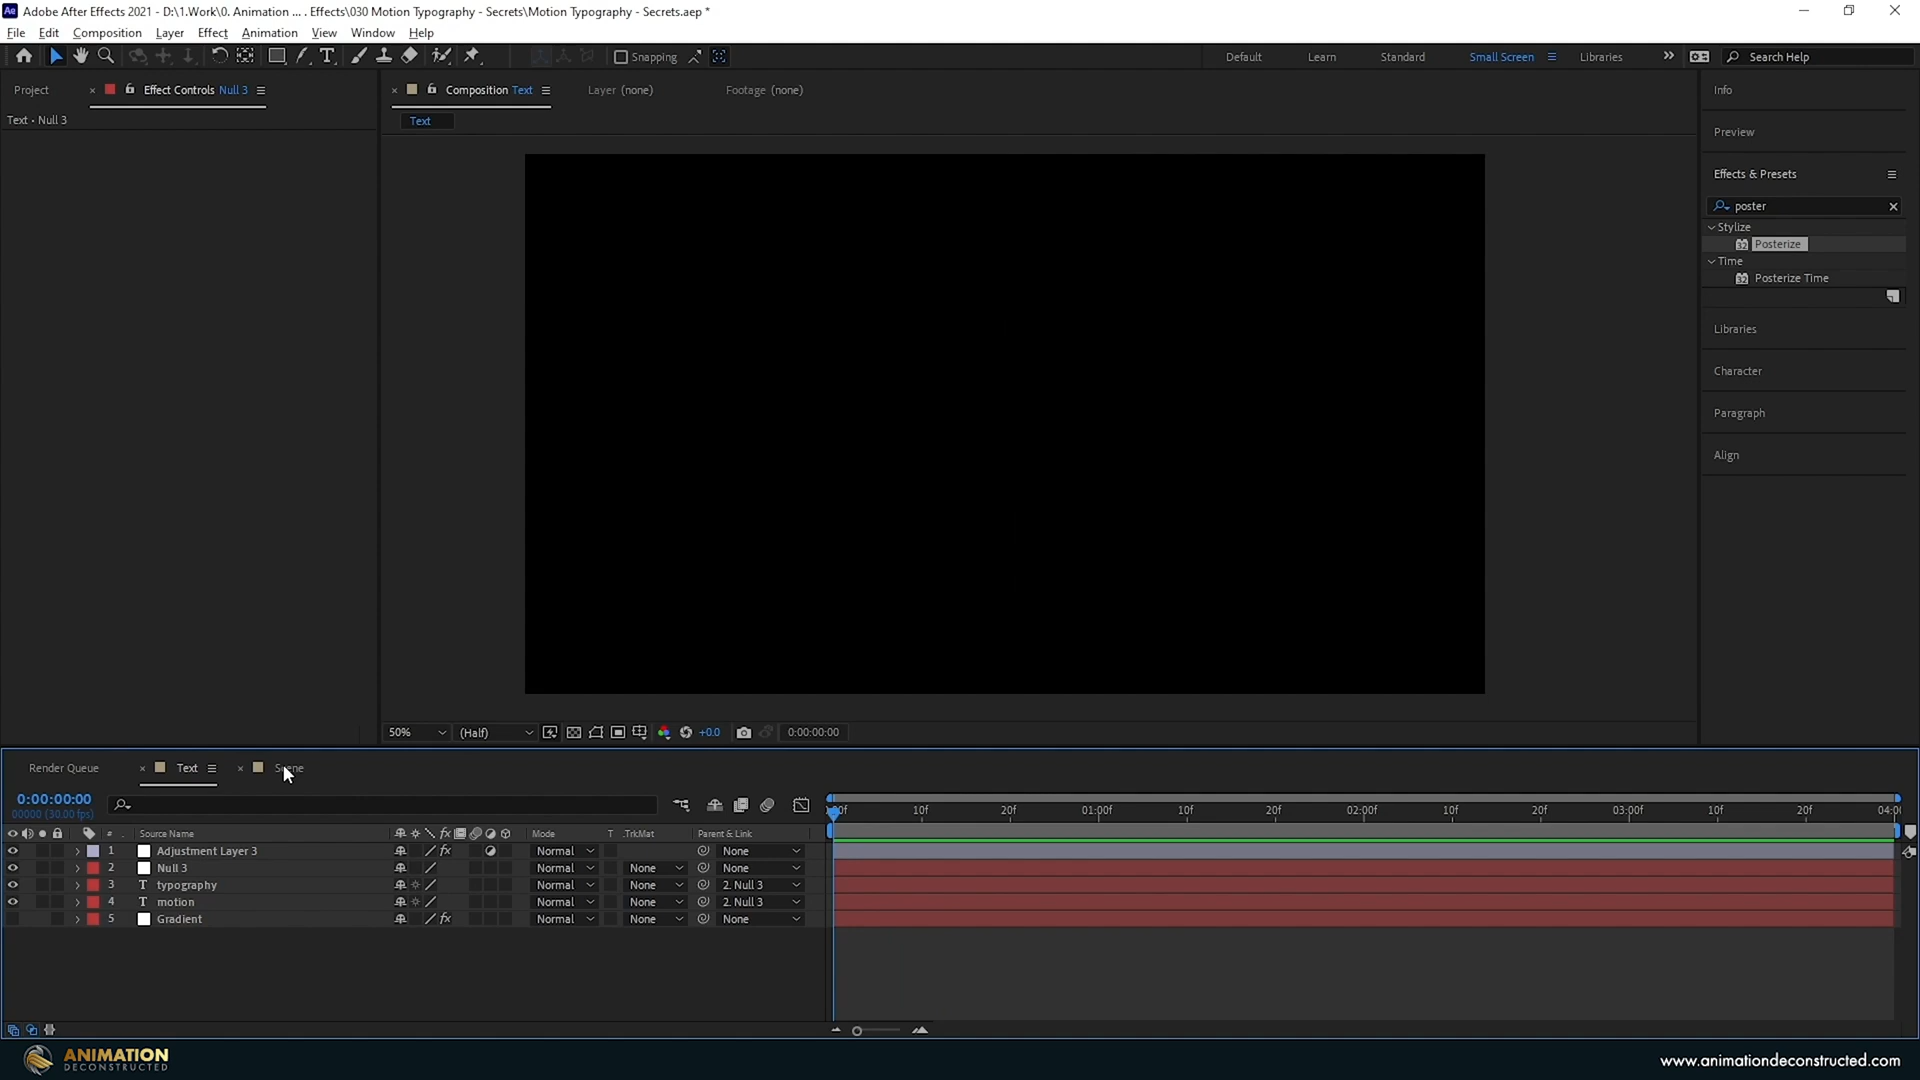 Adobe After Effects 2021 - D:\1.Work\0. Animation ... . Effects\030 Motion Typography - Secrets\Motion Typography - Secrets.aep *
File Edit Composition Layer Effect Animation View Window Help
Snapping Default Learn Standard Small Screen Libraries Search Help
Project Effect Controls Null 3 Composition Text Layer (none) Footage (none) Info
Text • Null 3
Text
Preview
Effects & Presets
poster
Stylize
32 Posterize
Time
32 Posterize Time
Libraries
Character
Paragraph
Align
50% (Half) +0.0 0:00:00:00
Render Queue Text Scene
0:00:00:00
00000 (30.00 fps)
10f 20f 01:00f 10f 20f 02:00f 10f 20f 03:00f 10f 20f
# Source Name fx Mode T .TrkMat Parent & Link
1 Adjustment Layer 3 fx Normal None
2 Null 3 Normal None None
3 T typography Normal None 2. Null 3
4 T motion Normal None 2. Null 3
5 Gradient fx Normal None None
ANIMATION
DECONSTRUCTED
www.animationdeconstructed.com